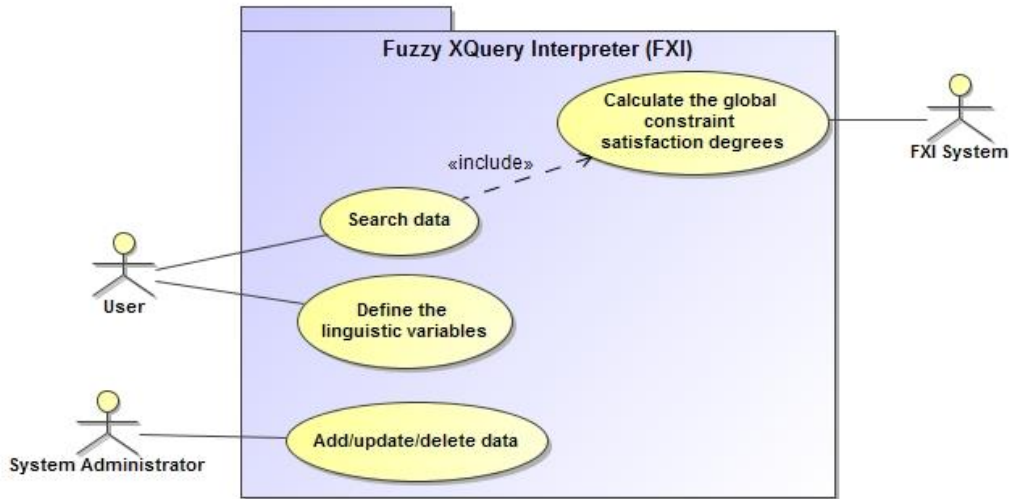 Fuzzy XQuery Interpreter (FXI)
Calculate the global
constraint
satisfaction degrees
FXI System
«include»
Search data
User
Define the
linguistic variables
Add/update/delete data
System Administrator